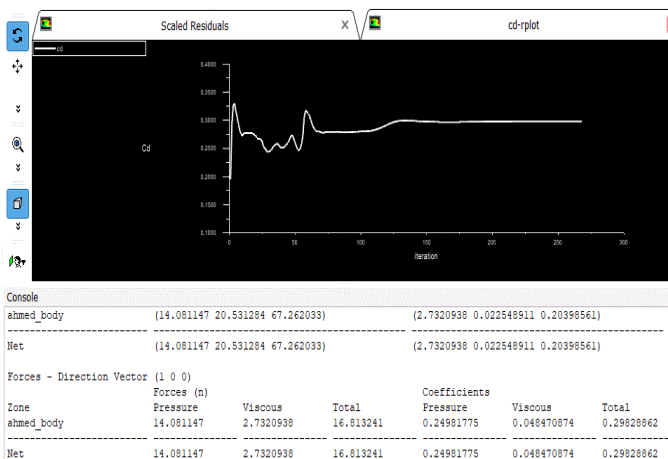 Scaled Residuals
cd-rplot
cd
0.4000
0.3500
0.3000
Cd
0.2500
0.2000
0.1500
0.1000
0 50 100 150 200 250 300
iteration
Console
ahmed_body (14.081147 20.531284 67.262033) (2.7320938 0.022548911 0.20398561)
Net (14.081147 20.531284 67.262033) (2.7320938 0.022548911 0.20398561)
Forces - Direction Vector (1 0 0)
Forces (n) Coefficients
Zone Pressure Viscous Total Pressure Viscous Total
ahmed_body 14.081147 2.7320938 16.813241 0.24981775 0.048470874 0.29828862
Net 14.081147 2.7320938 16.813241 0.24981775 0.048470874 0.29828862